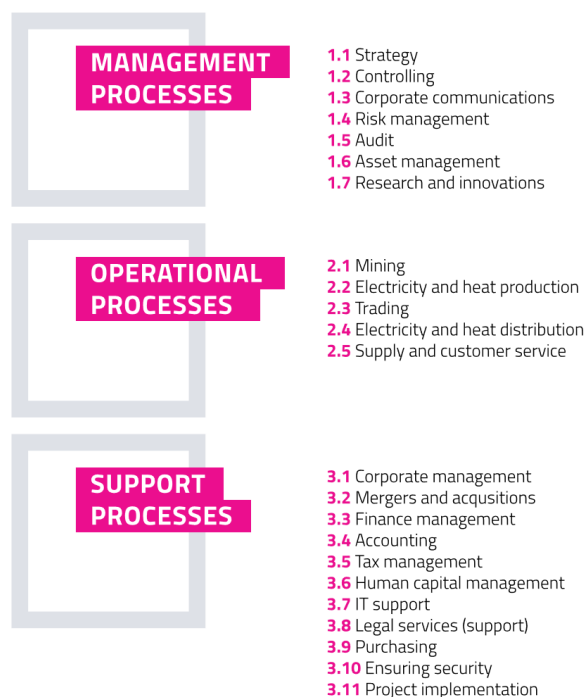 MANAGEMENT
PROCESSES
1.1 Strategy
1.2 Controlling
1.3 Corporate communications
1.4 Risk management
1.5 Audit
1.6 Asset management
1.7 Research and innovations
OPERATIONAL
PROCESSES
2.1 Mining
2.2 Electricity and heat production
2.3 Trading
2.4 Electricity and heat distribution
2.5 Supply and customer service
SUPPORT
PROCESSES
3.1 Corporate management
3.2 Mergers and acqusitions
3.3 Finance management
3.4 Accounting
3.5 Tax management
3.6 Human capital management
3.7 IT support
3.8 Legal services (support)
3.9 Purchasing
3.10 Ensuring security
3.11 Project implementation